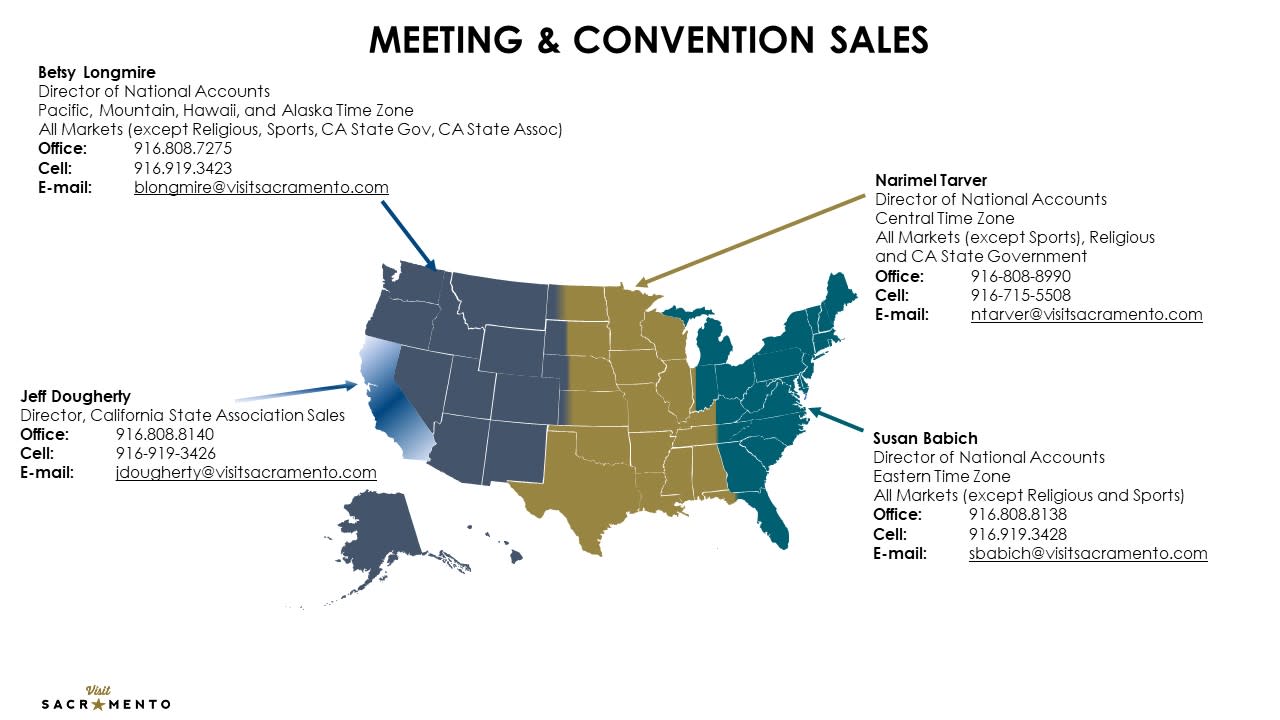 MEETING & CONVENTION SALES
Betsy Longmire
Director of National Accounts
Pacific, Mountain, Hawaii, and Alaska Time Zone
All Markets (except Religious, Sports, CA State Gov, CA State Assoc)
Office: 916.808.7275
Cell: 916.919.3423
E-mail: blongmire@visitsacramento.com
Narimel Tarver
Director of National Accounts
Central Time Zone
All Markets (except Sports), Religious
and CA State Government
Office: 916-808-8990
Cell: 916-715-5508
E-mail: ntarver@visitsacramento.com
Jeff Dougherty
Director, California State Association Sales
Office: 916.808.8140
Cell: 916-919-3426
E-mail: jdougherty@visitsacramento.com
Susan Babich
Director of National Accounts
Eastern Time Zone
All Markets (except Religious and Sports)
Office: 916.808.8138
Cell: 916.919.3428
E-mail: sbabich@visitsacramento.com
Visit
SACR★MENTO